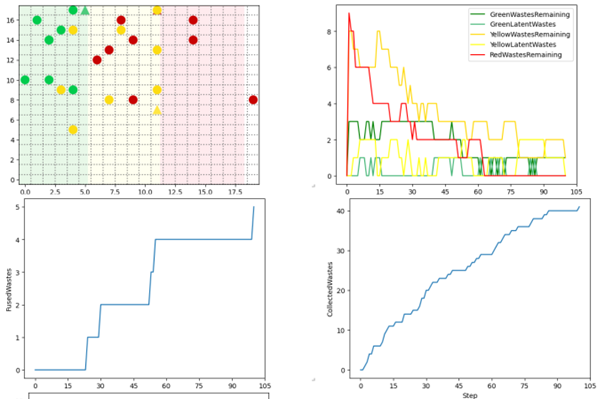 16
14
12
10
8
6
4
2
0
0.0 2.5 5.0 7.5 10.0 12.5 15.0 17.5
8
6
4
2
0
0 15 30 45 60 75 90 105
GreenWastesRemaining
GreenLatentWastes
YellowWastesRemaining
YellowLatentWastes
RedWastesRemaining
FusedWastes
5
4
3
2
1
0
0 15 30 45 60 75 90 105
CollectedWastes
40
30
20
10
0
0 15 30 45 60 75 90 105
Step